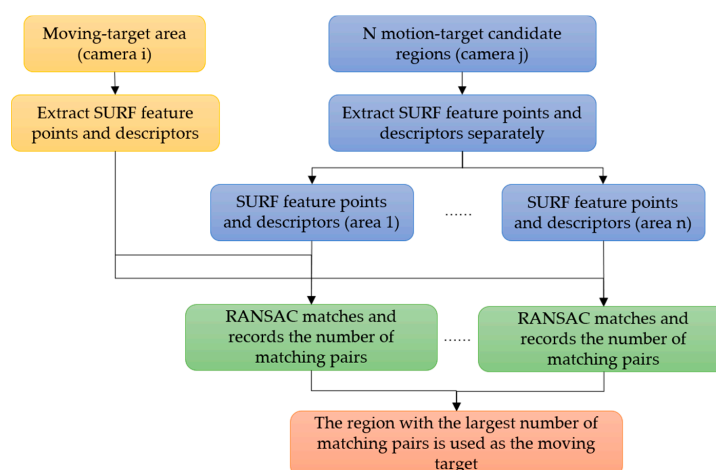 Moving-target area
(camera i)
N motion-target candidate
regions (camera j)
Extract SURF feature
points and descriptors
Extract SURF feature points and
descriptors separately
SURF feature points
and descriptors (area 1)
......
SURF feature points
and descriptors (area n)
RANSAC matches and
records the number of
matching pairs
......
RANSAC matches and
records the number of
matching pairs
The region with the largest number of
matching pairs is used as the moving
target